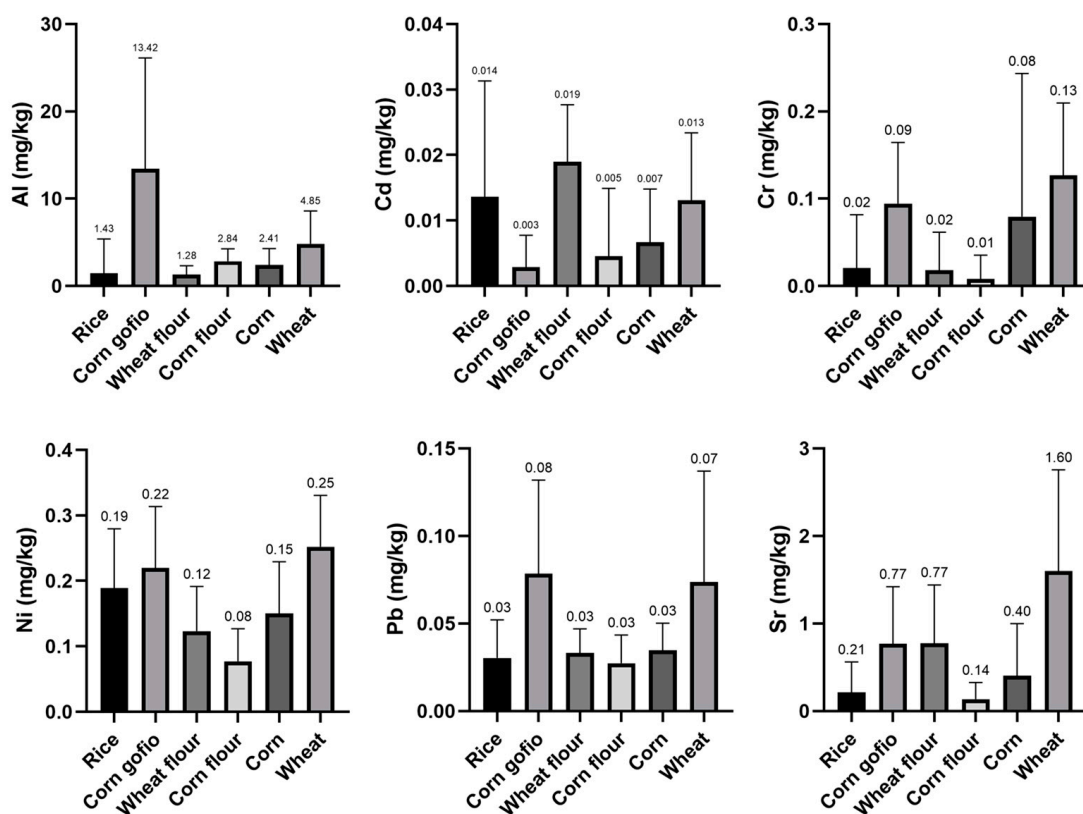 Al (mg/kg)
30
20
10
0
1.43
13.42
1.28
2.84
2.41
4.85
Rice
Corn gofio
Wheat flour
Corn flour
Corn
Wheat
Cd (mg/kg)
0.04
0.03
0.02
0.01
0.00
0.014
0.003
0.019
0.005
0.007
0.013
Rice
Corn gofio
Wheat flour
Corn flour
Corn
Wheat
Cr (mg/kg)
0.3
0.2
0.1
0.0
0.02
0.09
0.02
0.01
0.08
0.13
Rice
Corn gofio
Wheat flour
Corn flour
Corn
Wheat
Ni (mg/kg)
0.4
0.3
0.2
0.1
0.0
0.19
0.22
0.12
0.08
0.15
0.25
Rice
Corn gofio
Wheat flour
Corn flour
Corn
Wheat
Pb (mg/kg)
0.15
0.10
0.05
0.00
0.03
0.08
0.03
0.03
0.03
0.07
Rice
Corn gofio
Wheat flour
Corn flour
Corn
Wheat
Sr (mg/kg)
3
2
1
0
0.21
0.77
0.77
0.14
0.40
1.60
Rice
Corn gofio
Wheat flour
Corn flour
Corn
Wheat